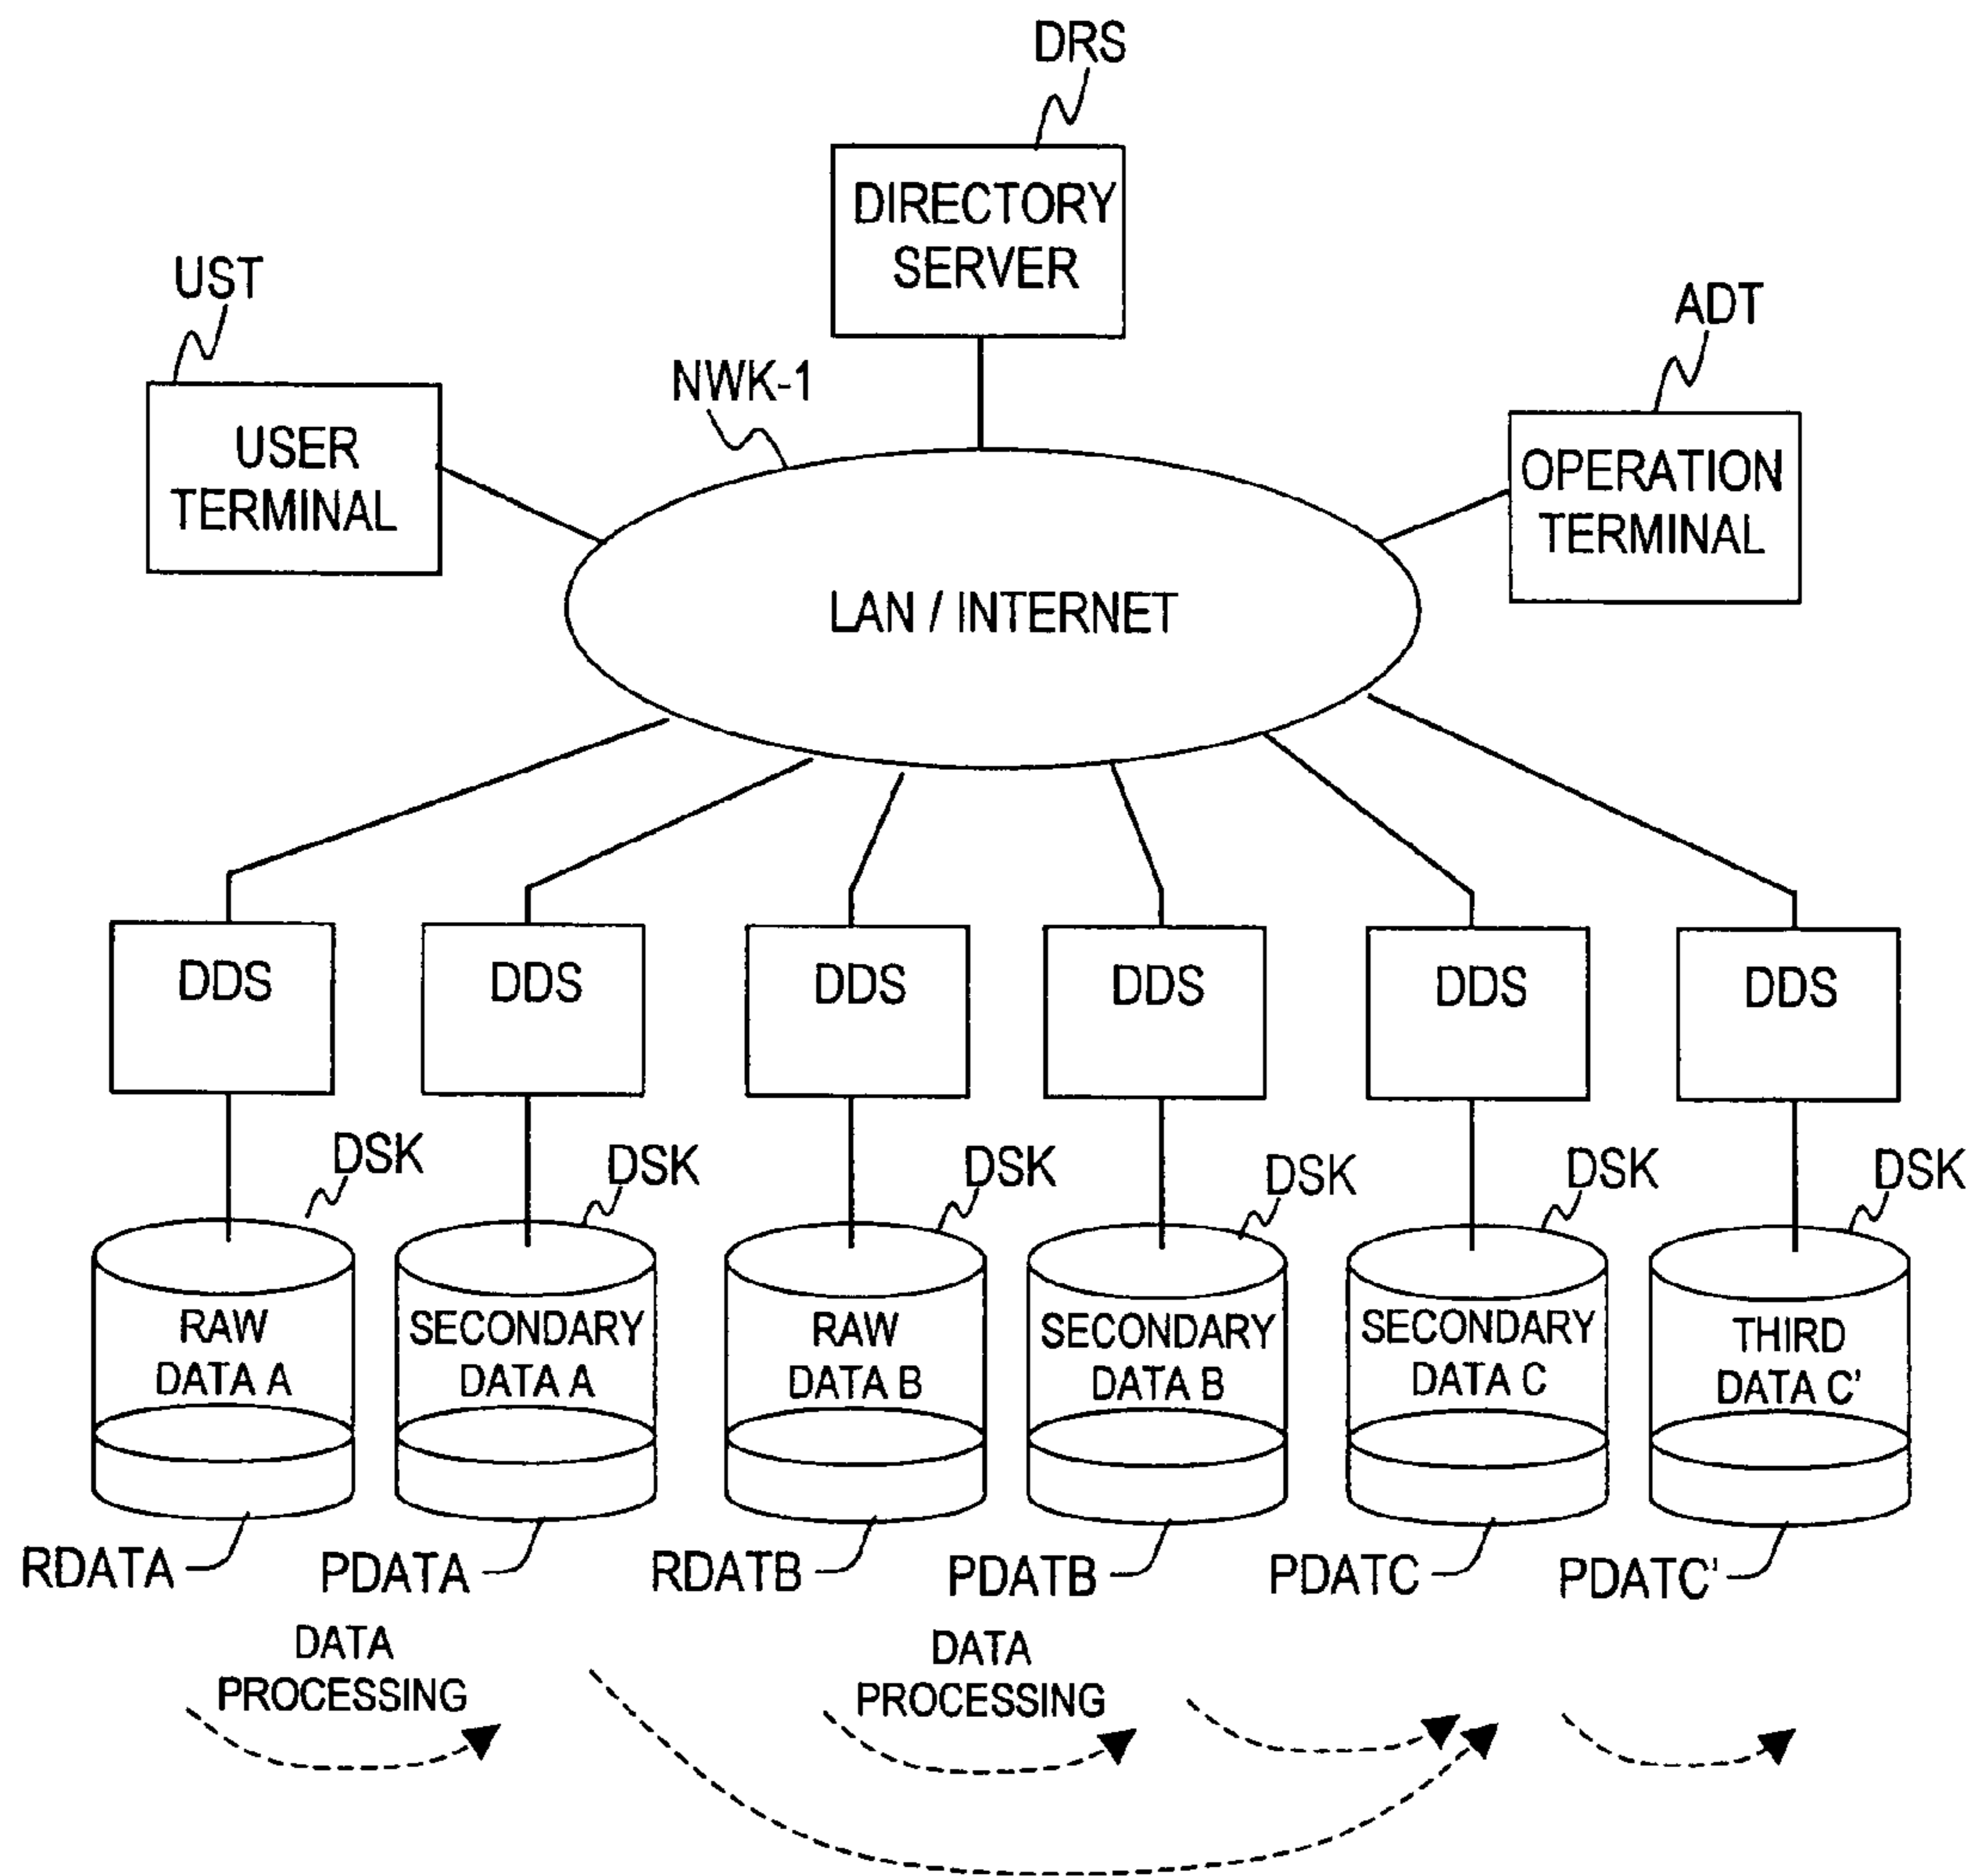 DRS
DIRECTORY
SERVER
UST
USER
TERMINAL
NWK-1
ADT
OPERATION
TERMINAL
LAN / INTERNET
DDS
DDS
DDS
DDS
DDS
DDS
DSK
DSK
DSK
DSK
DSK
DSK
RAW
DATA A
SECONDARY
DATA A
RAW
DATA B
SECONDARY
DATA B
SECONDARY
DATA C
THIRD
DATA C'
RDATA
PDATA
RDATB
PDATB
PDATC
PDATC'
DATA
PROCESSING
DATA
PROCESSING